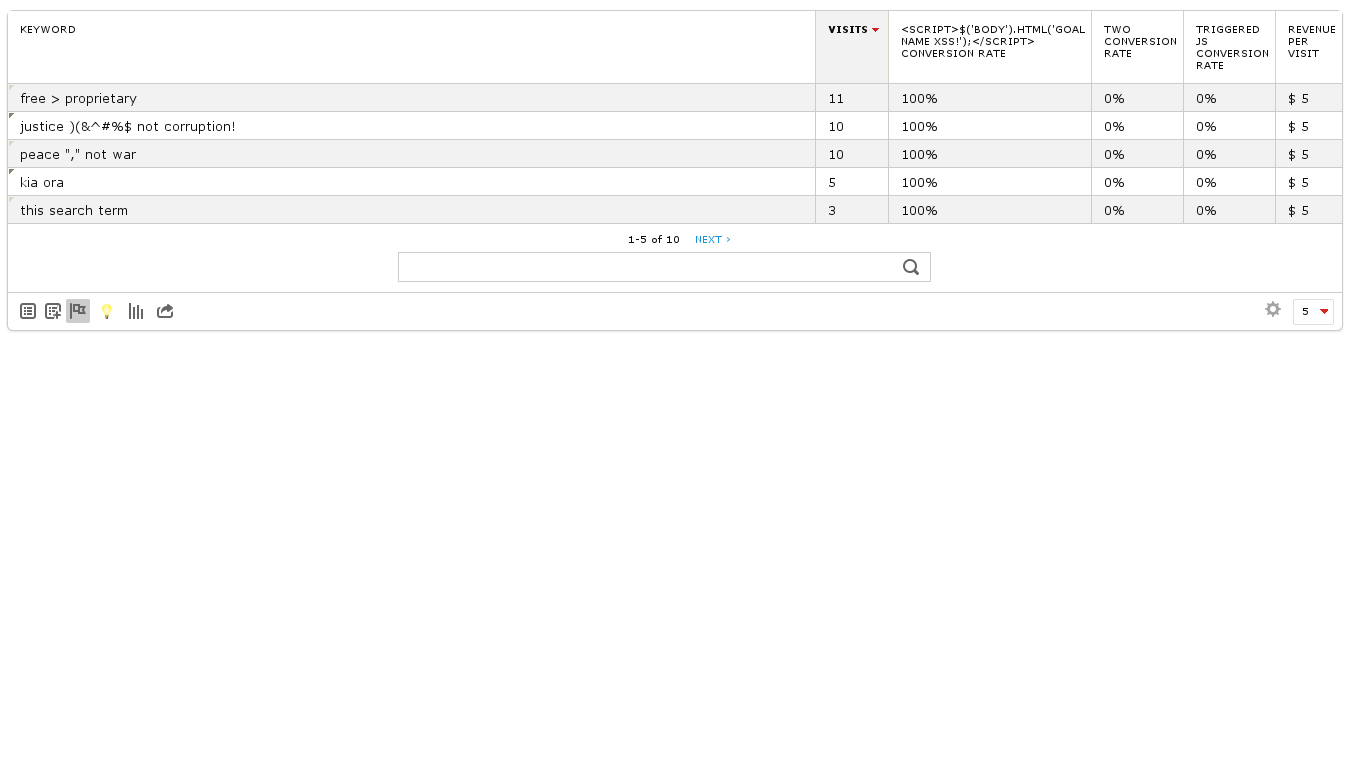 KEYWORD
VISITS
<SCRIPT>$('BODY').HTML('GOAL
NAME XSS!');</SCRIPT>
CONVERSION RATE
TWO
CONVERSION
RATE
TRIGGERED
JS
CONVERSION
RATE
REVENUE
PER
VISIT
free > proprietary 11 100% 0% 0% $ 5
justice )(&^#%$ not corruption! 10 100% 0% 0% $ 5
peace "," not war 10 100% 0% 0% $ 5
kia ora 5 100% 0% 0% $ 5
this search term 3 100% 0% 0% $ 5
1-5 of 10 NEXT ›
5